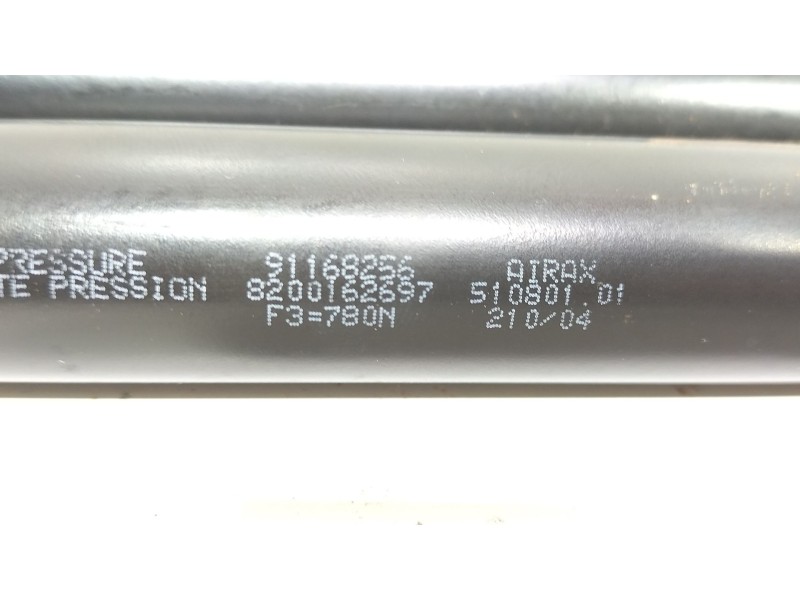 PRESSURE 91168256 AIRAX
TE PRESSION 8200162697 510801.01
F3=780N 210/04